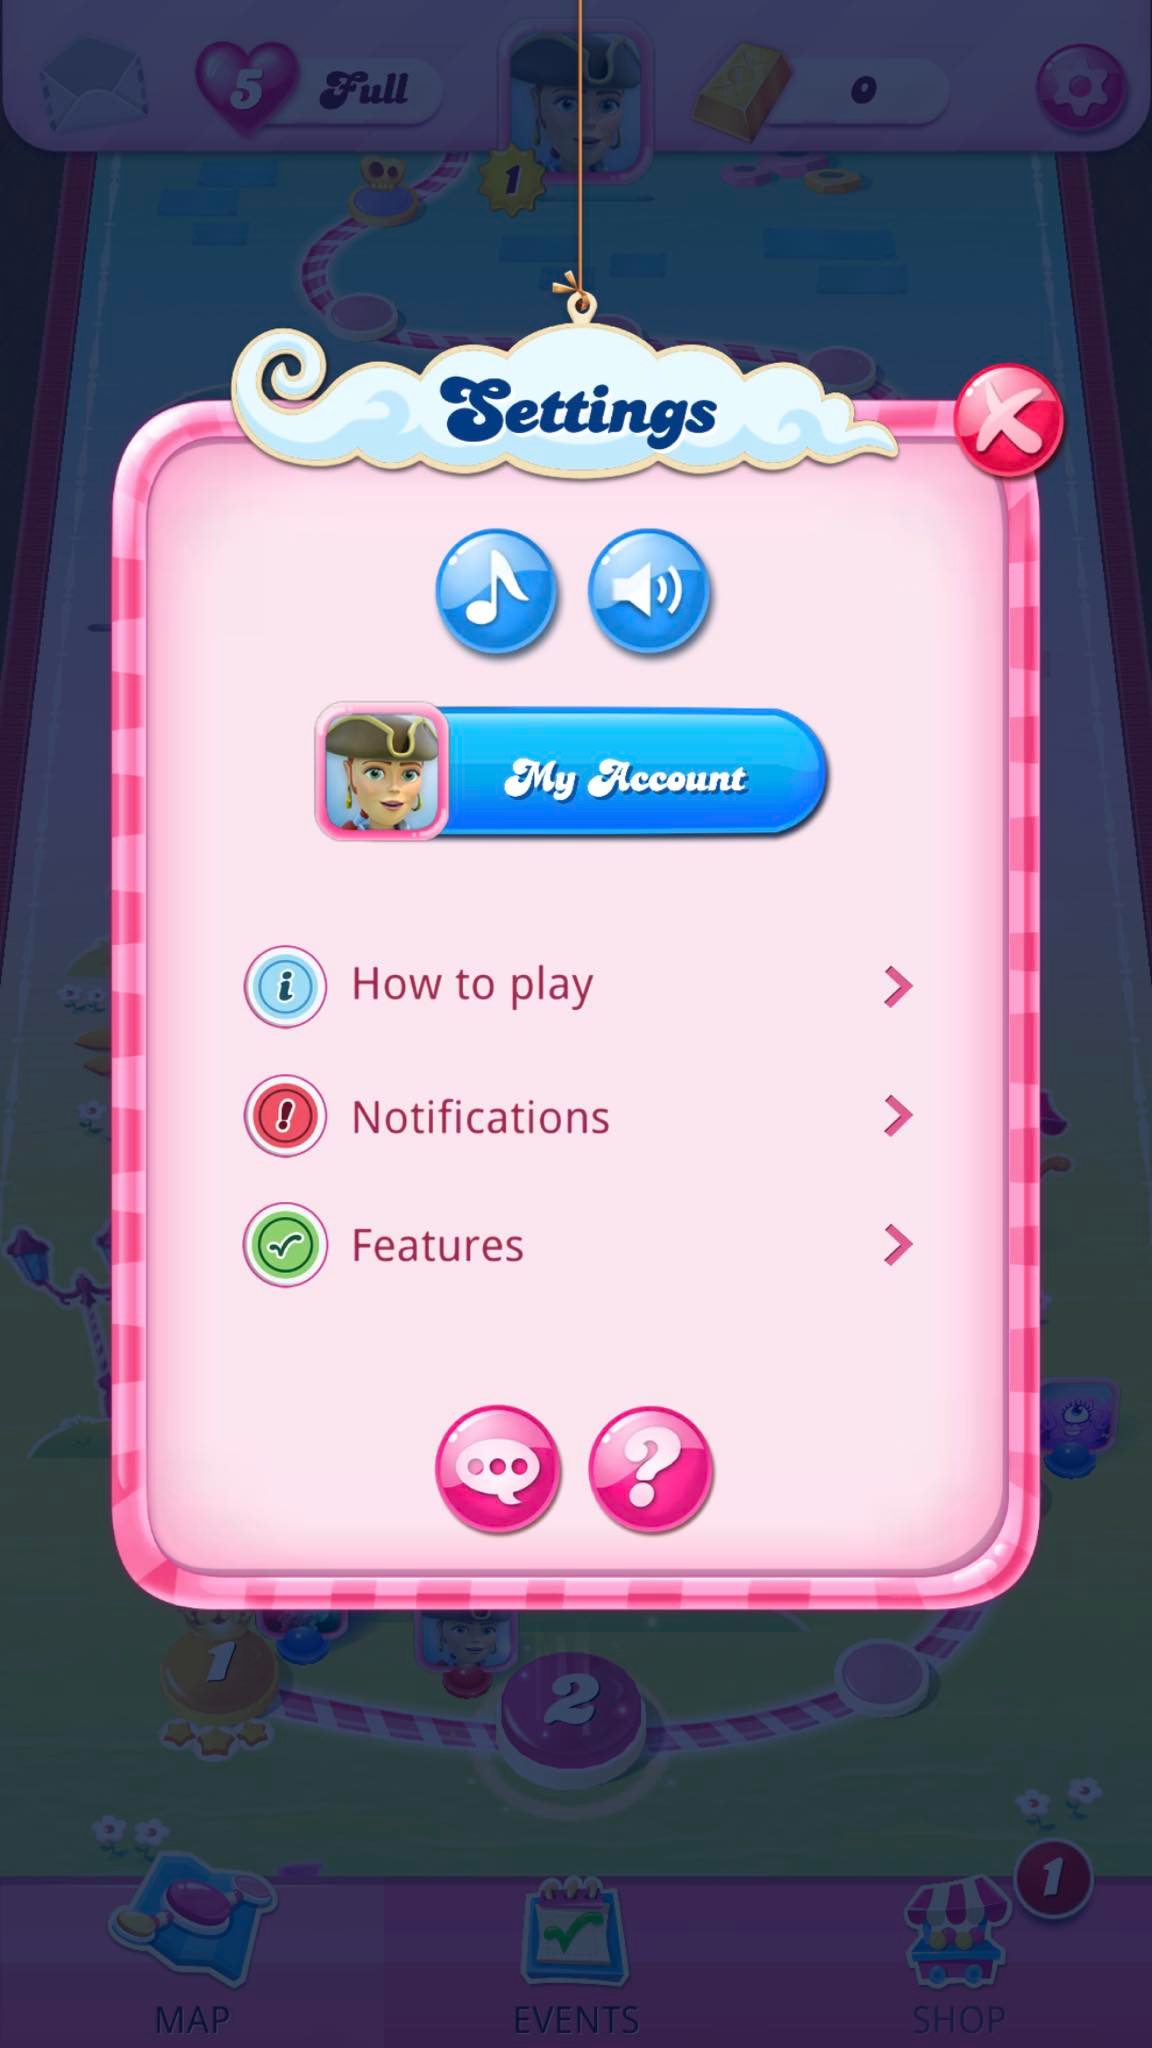 5 Full
0
1
Settings
My Account
i How to play
! Notifications
Features
?
1
2
1
MAP EVENTS SHOP